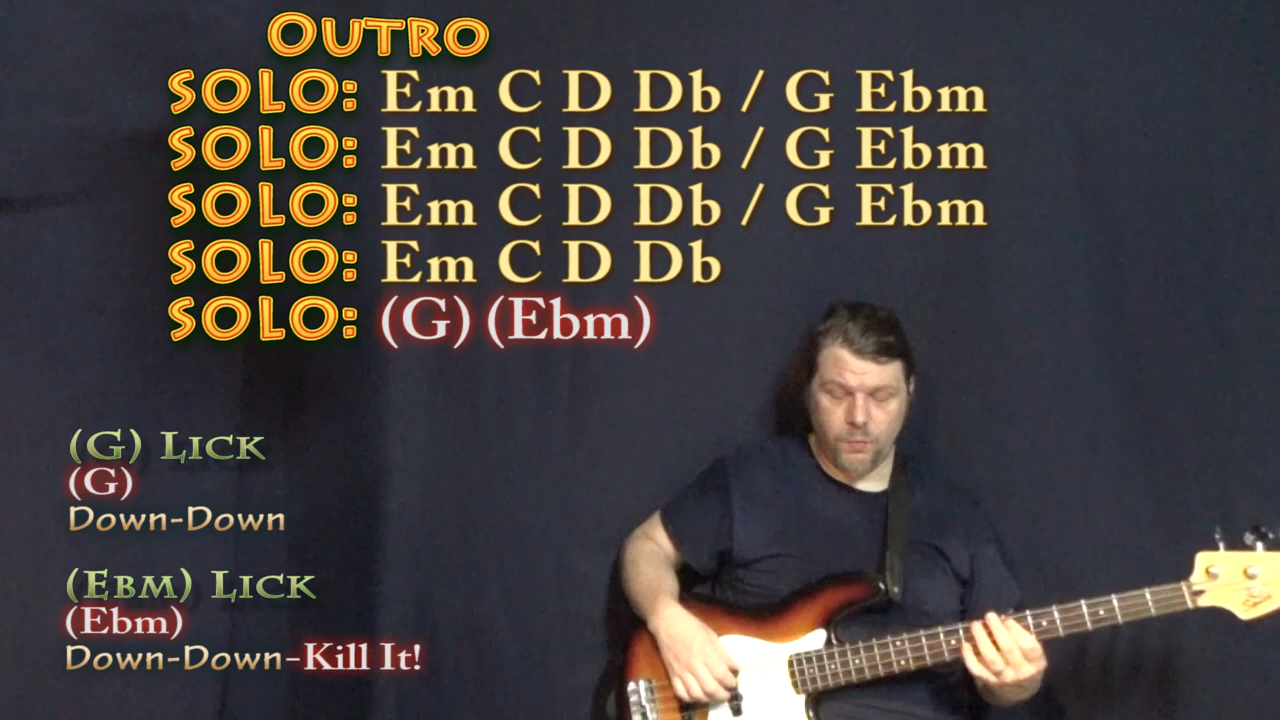 OUTRO
SOLO: Em C D Db / G Ebm
SOLO: Em C D Db / G Ebm
SOLO: Em C D Db / G Ebm
SOLO: Em C D Db
SOLO: (G) (Ebm)
(G) LICK
(G)
Down-Down
(EBM) LICK
(Ebm)
Down-Down-Kill It!